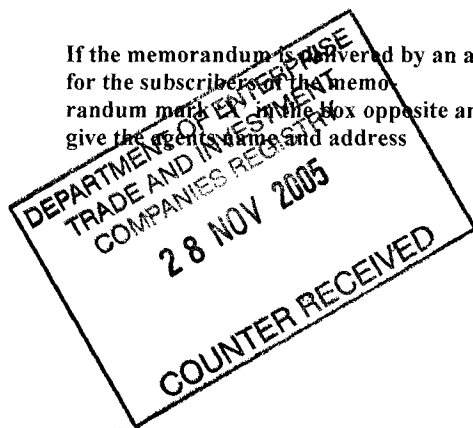 If the memorandum is delivered by an a
for the subscribers of the memo-
randum mark 'X' in the box opposite an
give the agents name and address
DEPARTMENT OF ENTERPRISE
TRADE AND INVESTMENT
COMPANIES REGISTRY
28 NOV 2005
COUNTER RECEIVED